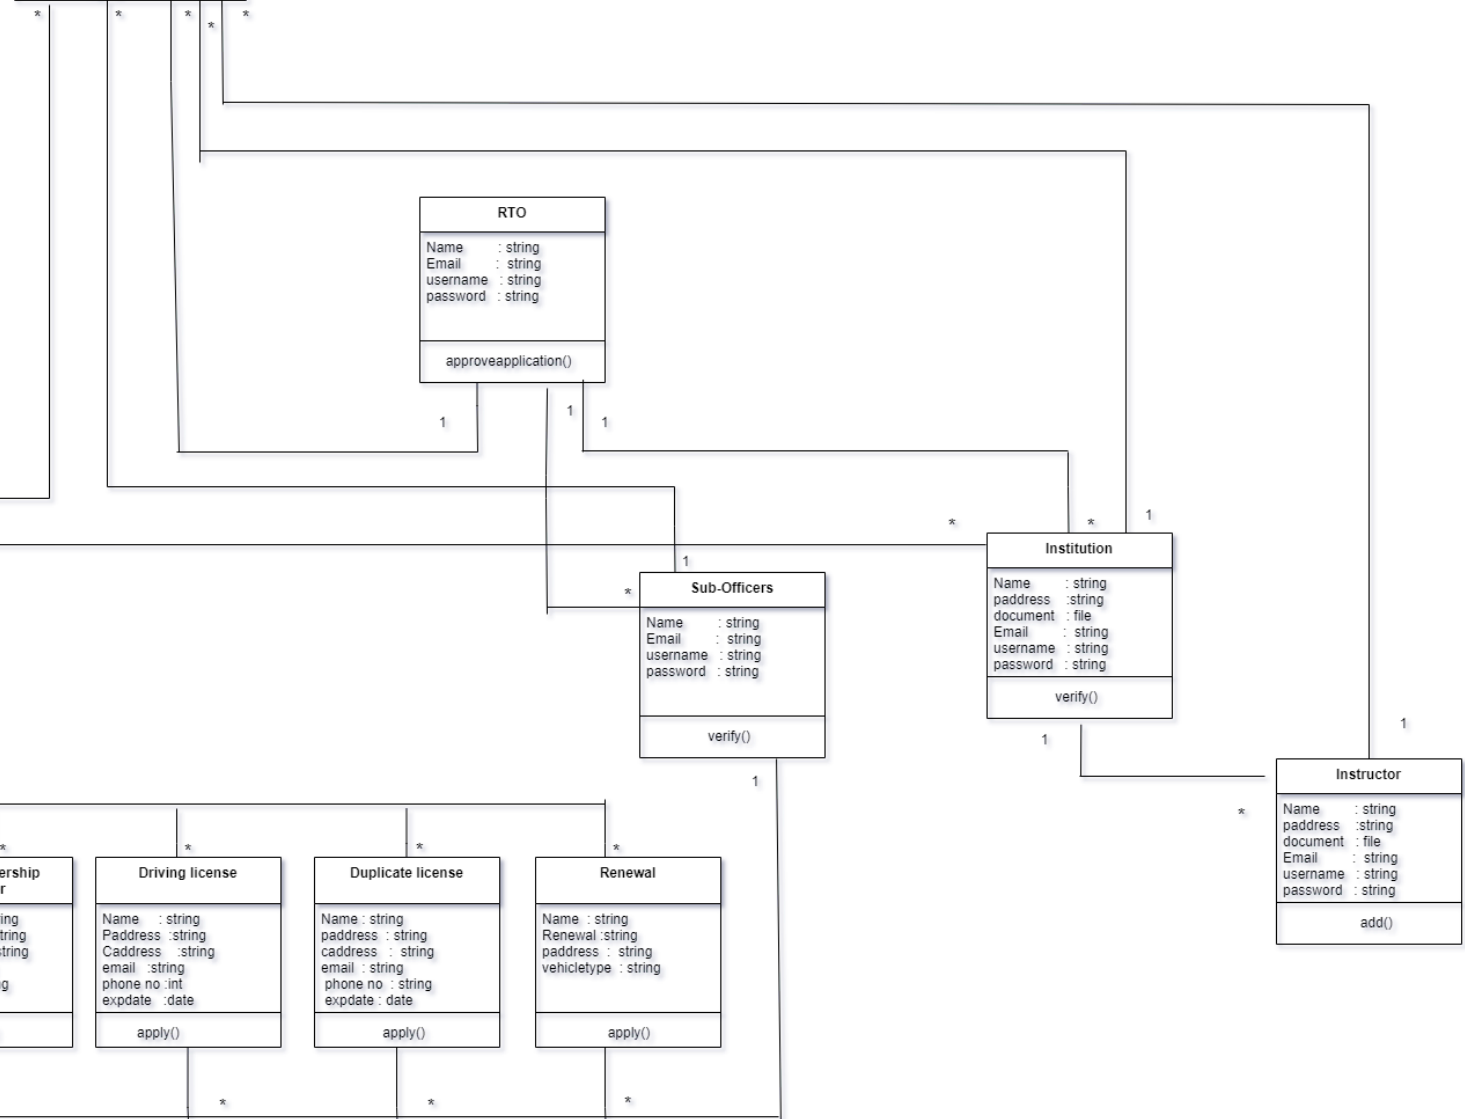 * * * * *
RTO
Name : string
Email : string
username : string
password : string
approveapplication()
1 1 1
* * 1
Institution
Name : string
paddress :string
document : file
Email : string
username : string
password : string
verify()
1
*
Sub-Officers
Name : string
Email : string
username : string
password : string
verify()
1
1
1
*
Instructor
Name : string
paddress :string
document : file
Email : string
username : string
password : string
add()
* * * *
ership
r
ing
tring
string
g
Driving license
Name : string
Paddress :string
Caddress :string
email :string
phone no :int
expdate :date
apply()
Duplicate license
Name : string
paddress : string
caddress : string
email : string
phone no : string
expdate : date
apply()
Renewal
Name : string
Renewal :string
paddress : string
vehicletype : string
apply()
* * *